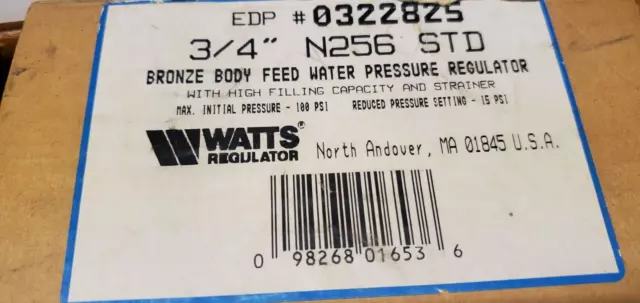 EDP # 0322825
3/4" N256 STD
BRONZE BODY FEED WATER PRESSURE REGULATOR
WITH HIGH FILLING CAPACITY AND STRAINER
MAX. INITIAL PRESSURE - 100 PSI REDUCED PRESSURE SETTING - 15 PSI
WATTS®
REGULATOR
North Andover, MA 01845 U.S.A.
0 98268 01653 6